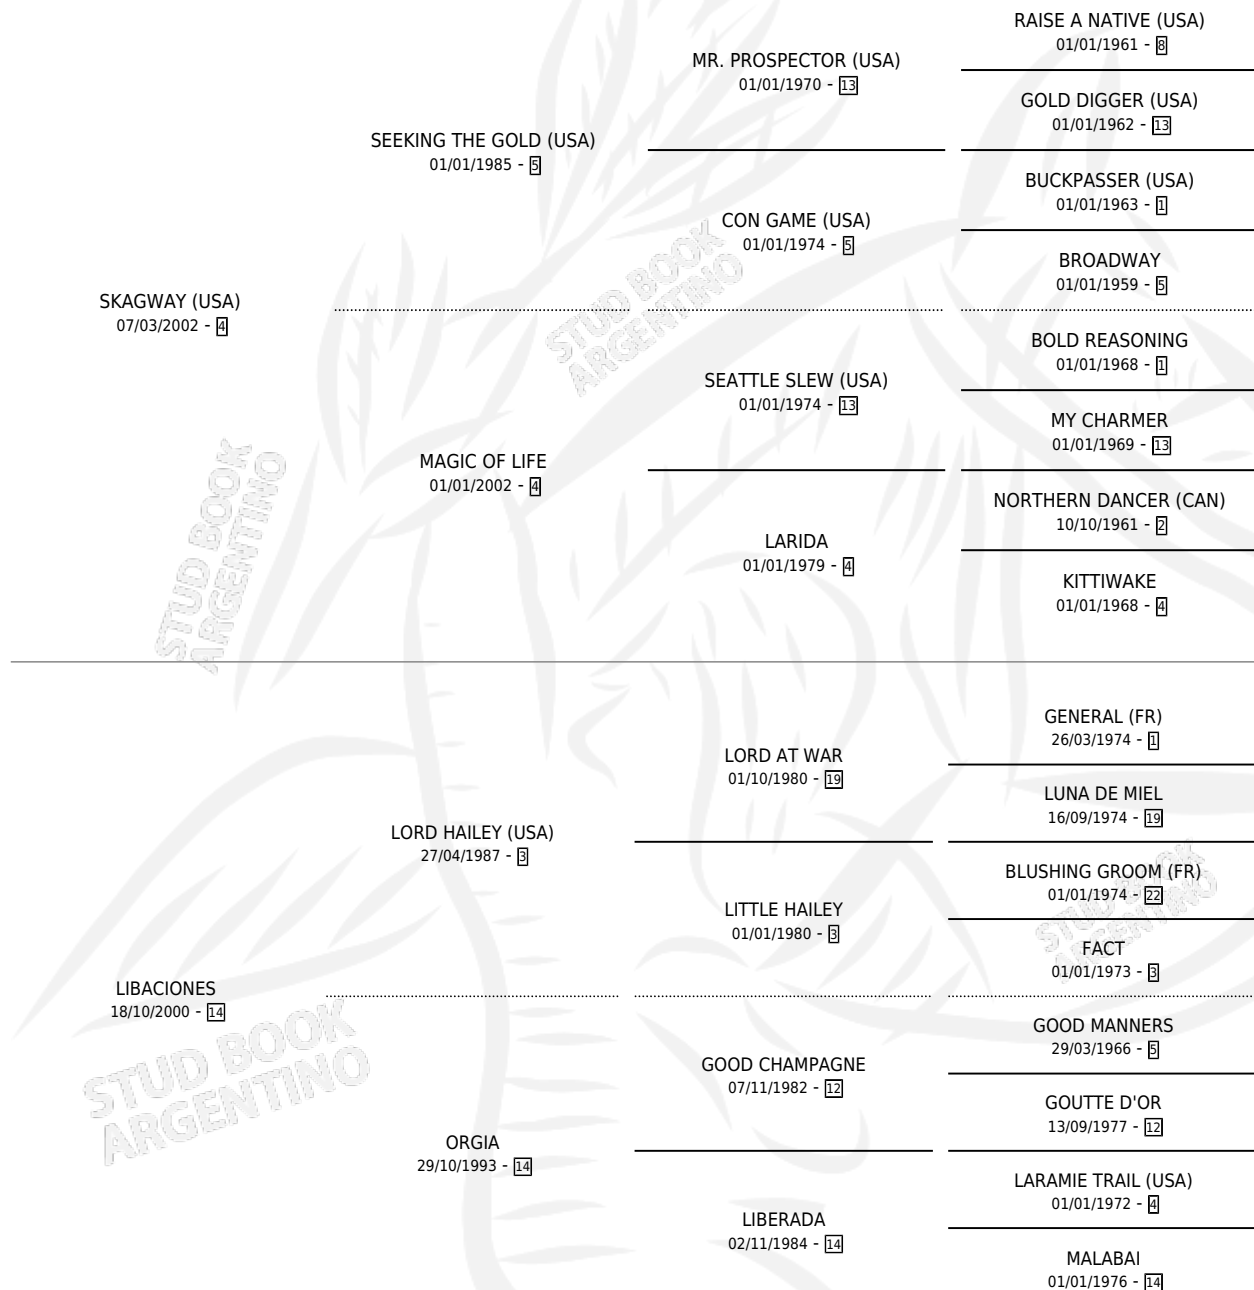 RAISE A NATIVE (USA)
01/01/1961 - 8
MR. PROSPECTOR (USA)
01/01/1970 - 13
GOLD DIGGER (USA)
01/01/1962 - 13
SEEKING THE GOLD (USA)
01/01/1985 - 5
BUCKPASSER (USA)
01/01/1963 - 1
CON GAME (USA)
01/01/1974 - 5
BROADWAY
01/01/1959 - 5
SKAGWAY (USA)
07/03/2002 - 4
BOLD REASONING
01/01/1968 - 1
SEATTLE SLEW (USA)
01/01/1974 - 13
MY CHARMER
01/01/1969 - 13
MAGIC OF LIFE
01/01/2002 - 4
NORTHERN DANCER (CAN)
10/10/1961 - 2
LARIDA
01/01/1979 - 4
KITTIWAKE
01/01/1968 - 4
GENERAL (FR)
26/03/1974 - 1
LORD AT WAR
01/10/1980 - 19
LUNA DE MIEL
16/09/1974 - 19
LORD HAILEY (USA)
27/04/1987 - 3
BLUSHING GROOM (FR)
01/01/1974 - 22
LITTLE HAILEY
01/01/1980 - 3
FACT
01/01/1973 - 3
LIBACIONES
18/10/2000 - 14
GOOD MANNERS
29/03/1966 - 5
GOOD CHAMPAGNE
07/11/1982 - 12
GOUTTE D'OR
13/09/1977 - 12
ORGIA
29/10/1993 - 14
LARAMIE TRAIL (USA)
01/01/1972 - 4
LIBERADA
02/11/1984 - 14
MALABAI
01/01/1976 - 14
STUD BOOK
ARGENTINO
STUD BOOK
ARGENTINO
STUD BOOK
ARGENTINO
STUD BOOK
ARGENTINO